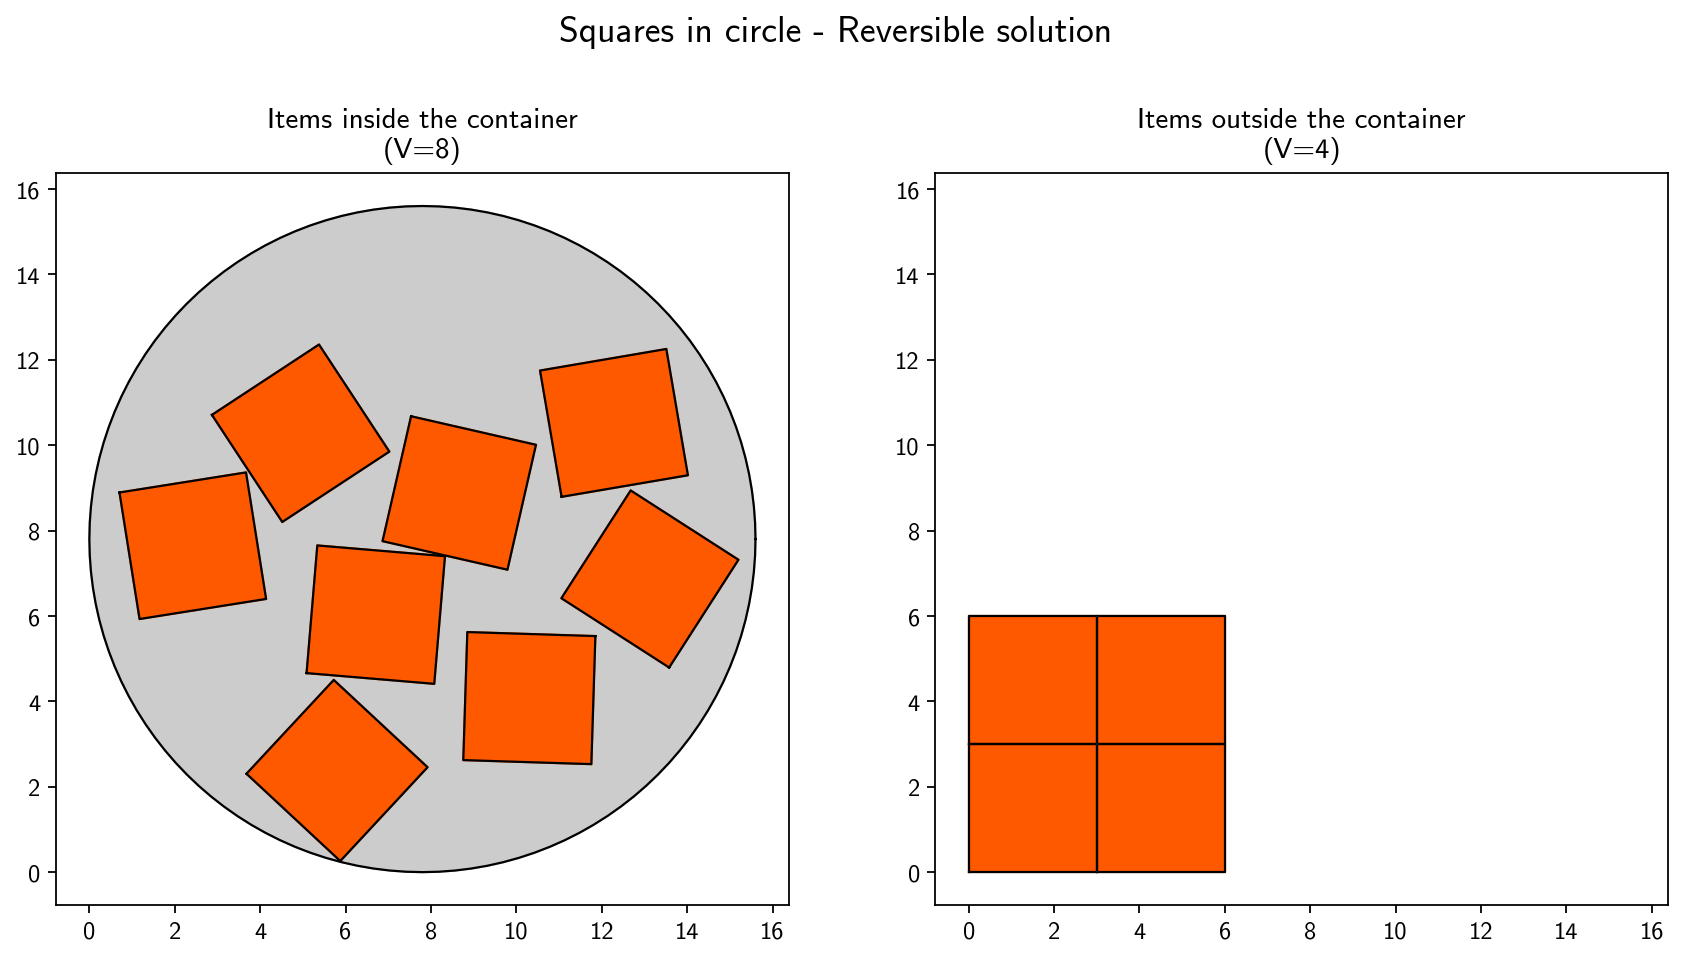 Squares in circle - Reversible solution
Items inside the container
(V=8)
16
14
12
10
8
6
4
2
0
0 2 4 6 8 10 12 14 16
Items outside the container
(V=4)
16
14
12
10
8
6
4
2
0
0 2 4 6 8 10 12 14 16